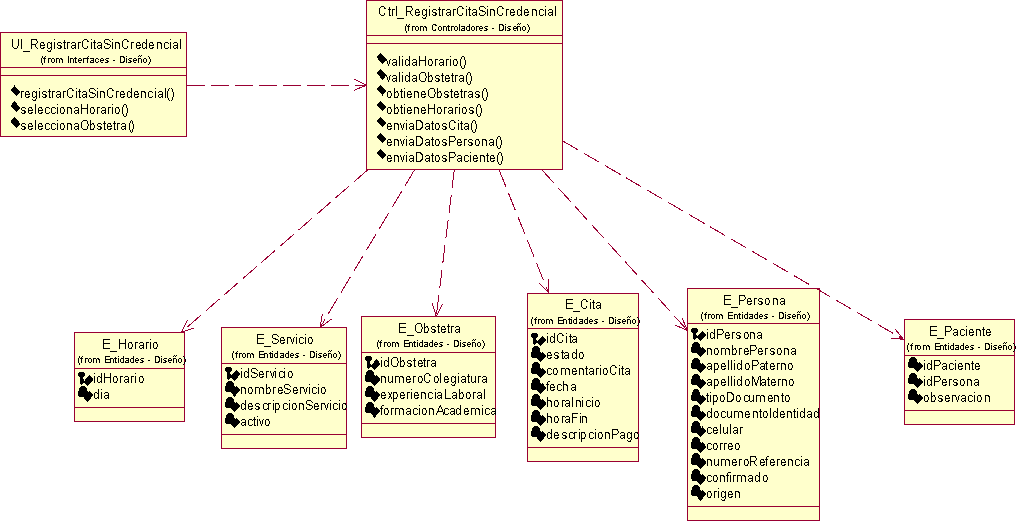 UI_RegistrarCitaSinCredencial
(from Interfaces - Diseño)
registrarCitaSinCredencial()
seleccionaHorario()
seleccionaObstetra()
Ctrl_RegistrarCitaSinCredencial
(from Controladores - Diseño)
validaHorario()
validaObstetra()
obtieneObstetras()
obtieneHorarios()
enviaDatosCita()
enviaDatosPersona()
enviaDatosPaciente()
E_Horario
(from Entidades - Diseño)
idHorario
dia
E_Servicio
(from Entidades - Diseño)
idServicio
nombreServicio
descripcionServicio
activo
E_Obstetra
(from Entidades - Diseño)
idObstetra
numeroColegiatura
experienciaLaboral
formacionAcademica
E_Cita
(from Entidades - Diseño)
idCita
estado
comentarioCita
fecha
horaInicio
horaFin
descripcionPago
E_Persona
(from Entidades - Diseño)
idPersona
nombrePersona
apellidoPaterno
apellidoMaterno
tipoDocumento
documentoIdentidad
celular
correo
numeroReferencia
confirmado
origen
E_Paciente
(from Entidades - Diseño)
idPaciente
idPersona
observacion